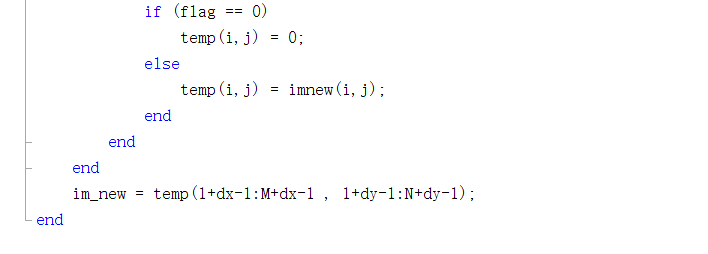 if (flag == 0)
temp(i,j) = 0;
else
temp(i,j) = imnew(i,j);
end
end
end
im_new = temp(1+dx-1:M+dx-1 , 1+dy-1:N+dy-1);
end